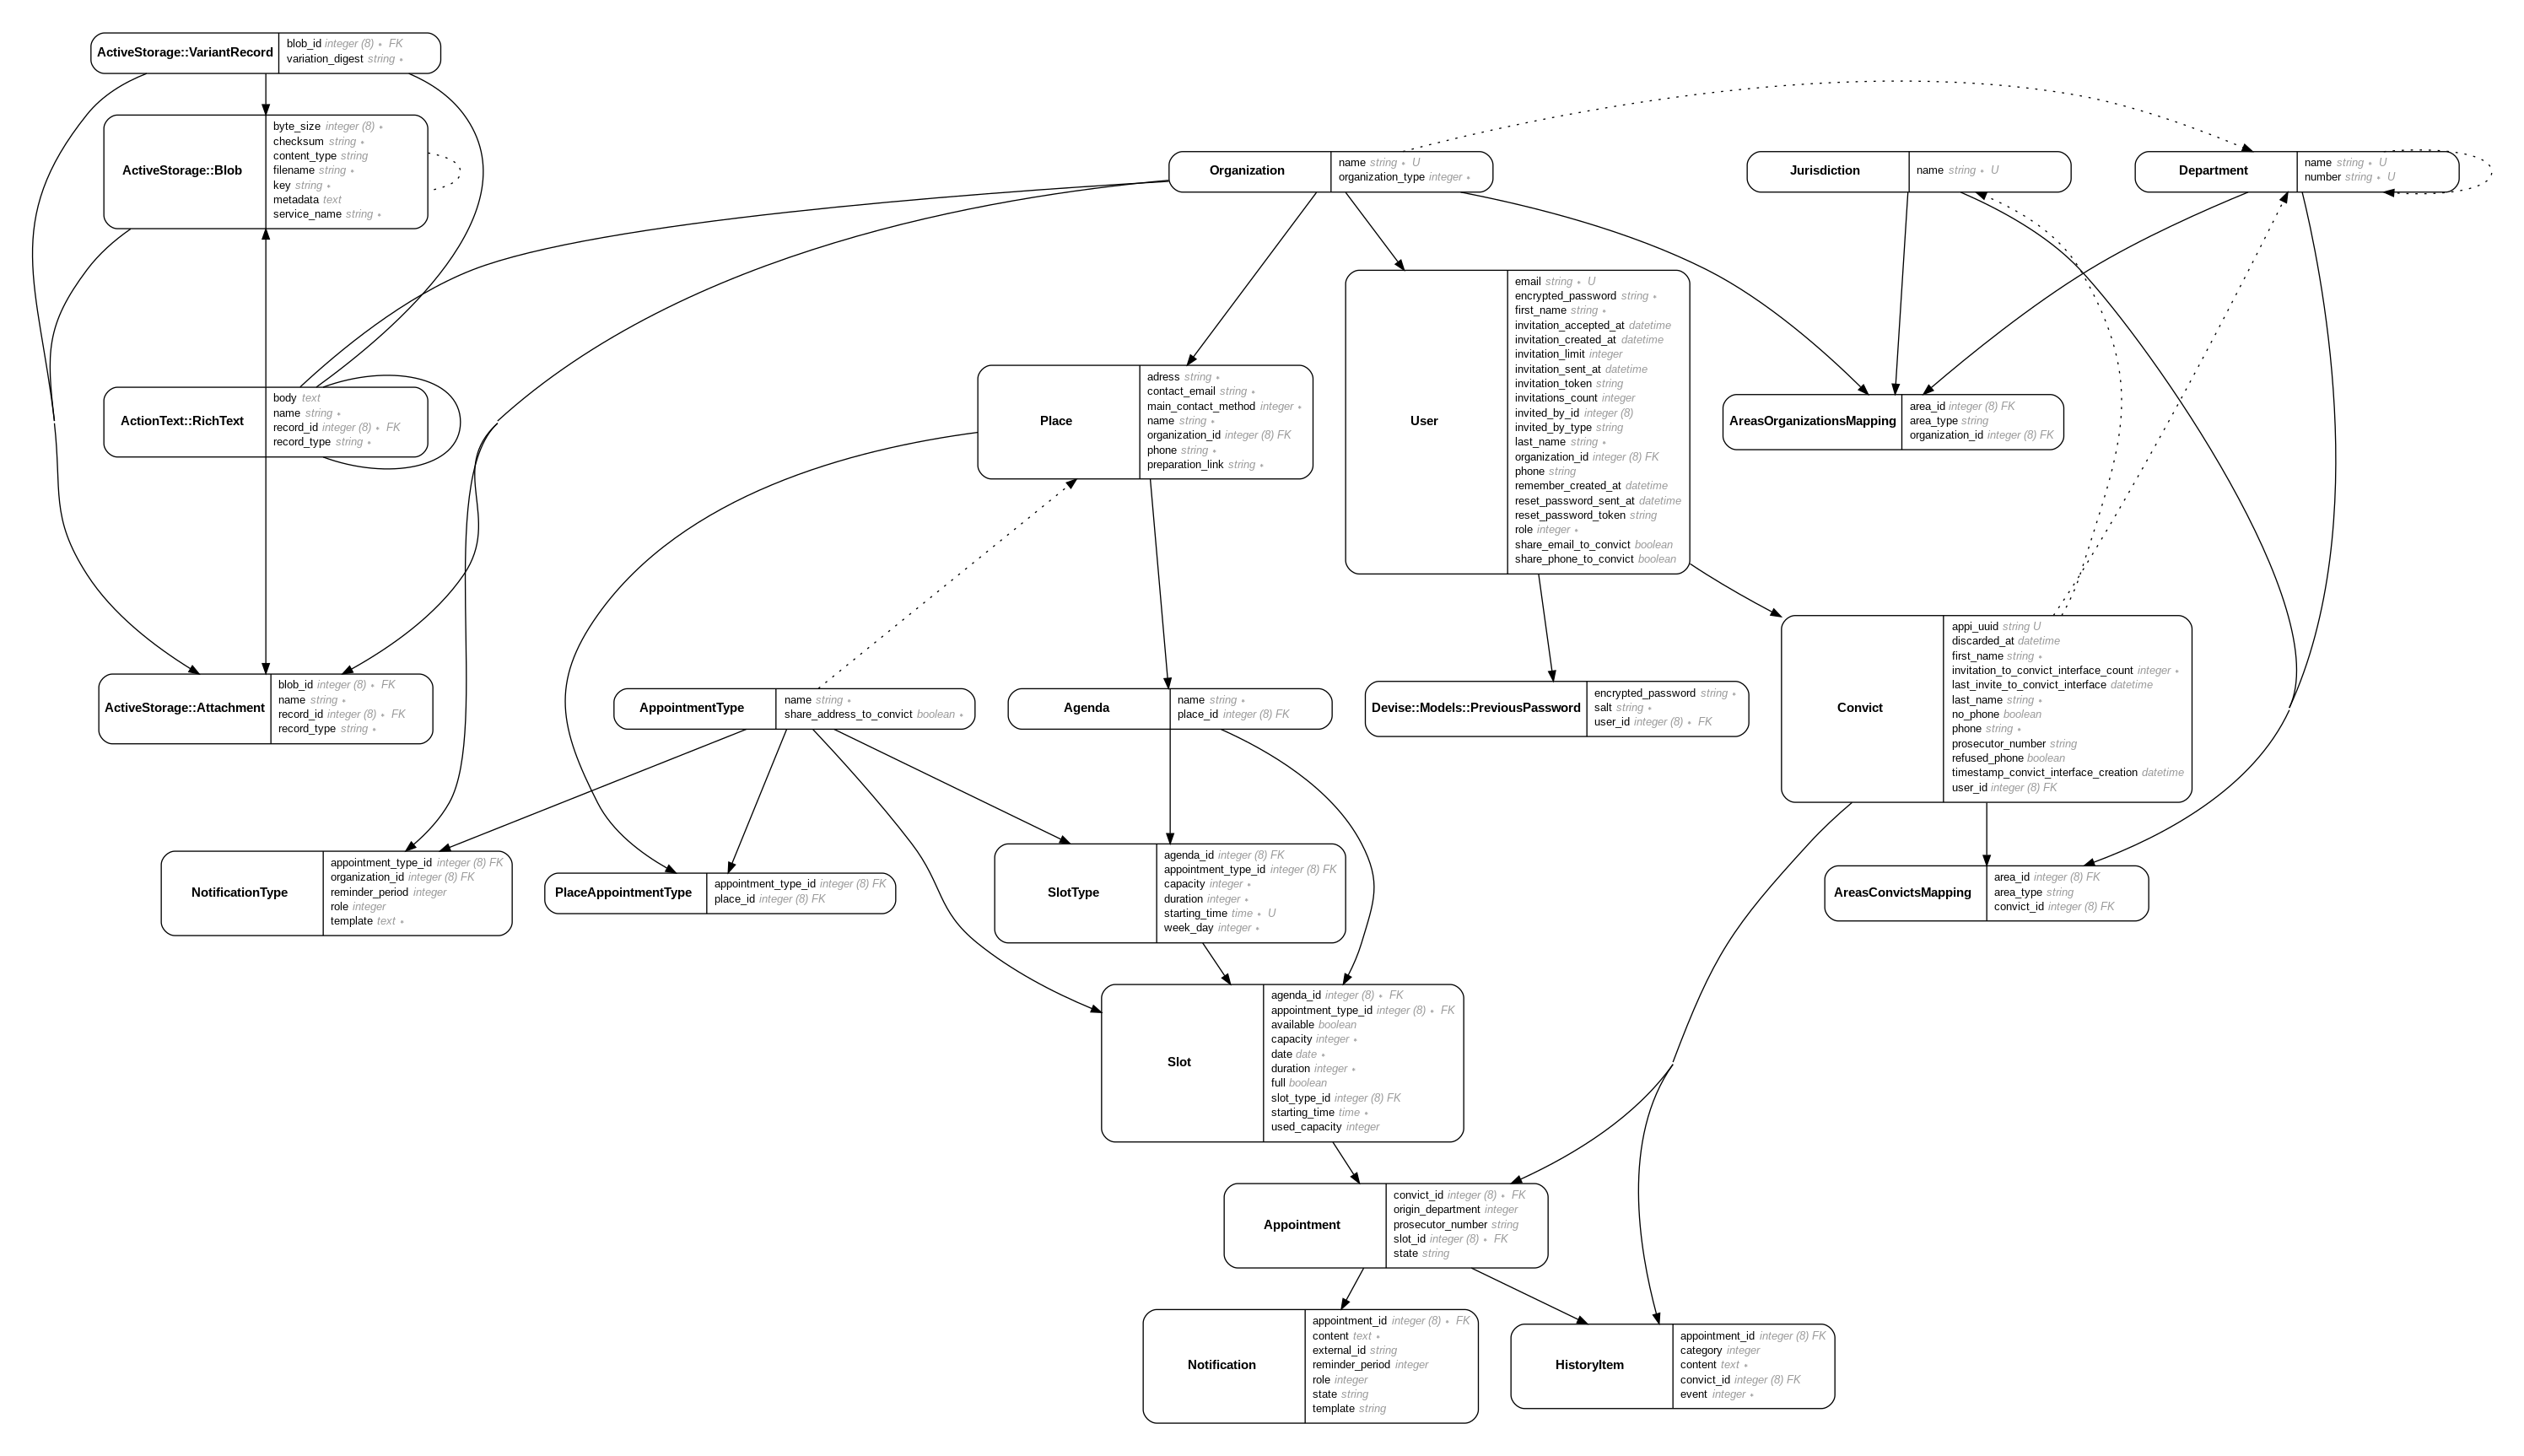 ActiveStorage::VariantRecord
blob_id integer (8) ∗ FK
variation_digest string ∗
ActiveStorage::Blob
byte_size integer (8) ∗
checksum string ∗
content_type string
filename string ∗
key string ∗
metadata text
service_name string ∗
Organization
name string ∗ U
organization_type integer ∗
Jurisdiction
name string ∗ U
Department
name string ∗ U
number string ∗ U
ActionText::RichText
body text
name string ∗
record_id integer (8) ∗ FK
record_type string ∗
Place
adress string ∗
contact_email string ∗
main_contact_method integer ∗
name string ∗
organization_id integer (8) FK
phone string ∗
preparation_link string ∗
User
email string ∗ U
encrypted_password string ∗
first_name string ∗
invitation_accepted_at datetime
invitation_created_at datetime
invitation_limit integer
invitation_sent_at datetime
invitation_token string
invitations_count integer
invited_by_id integer (8)
invited_by_type string
last_name string ∗
organization_id integer (8) FK
phone string
remember_created_at datetime
reset_password_sent_at datetime
reset_password_token string
role integer ∗
share_email_to_convict boolean
share_phone_to_convict boolean
AreasOrganizationsMapping
area_id integer (8) FK
area_type string
organization_id integer (8) FK
ActiveStorage::Attachment
blob_id integer (8) ∗ FK
name string ∗
record_id integer (8) ∗ FK
record_type string ∗
AppointmentType
name string ∗
share_address_to_convict boolean ∗
Agenda
name string ∗
place_id integer (8) FK
Devise::Models::PreviousPassword
encrypted_password string ∗
salt string ∗
user_id integer (8) ∗ FK
Convict
appi_uuid string U
discarded_at datetime
first_name string ∗
invitation_to_convict_interface_count integer ∗
last_invite_to_convict_interface datetime
last_name string ∗
no_phone boolean
phone string ∗
prosecutor_number string
refused_phone boolean
timestamp_convict_interface_creation datetime
user_id integer (8) FK
NotificationType
appointment_type_id integer (8) FK
organization_id integer (8) FK
reminder_period integer
role integer
template text ∗
PlaceAppointmentType
appointment_type_id integer (8) FK
place_id integer (8) FK
SlotType
agenda_id integer (8) FK
appointment_type_id integer (8) FK
capacity integer ∗
duration integer ∗
starting_time time ∗ U
week_day integer ∗
AreasConvictsMapping
area_id integer (8) FK
area_type string
convict_id integer (8) FK
Slot
agenda_id integer (8) ∗ FK
appointment_type_id integer (8) ∗ FK
available boolean
capacity integer ∗
date date ∗
duration integer ∗
full boolean
slot_type_id integer (8) FK
starting_time time ∗
used_capacity integer
Appointment
convict_id integer (8) ∗ FK
origin_department integer
prosecutor_number string
slot_id integer (8) ∗ FK
state string
Notification
appointment_id integer (8) ∗ FK
content text ∗
external_id string
reminder_period integer
role integer
state string
template string
HistoryItem
appointment_id integer (8) FK
category integer
content text ∗
convict_id integer (8) FK
event integer ∗